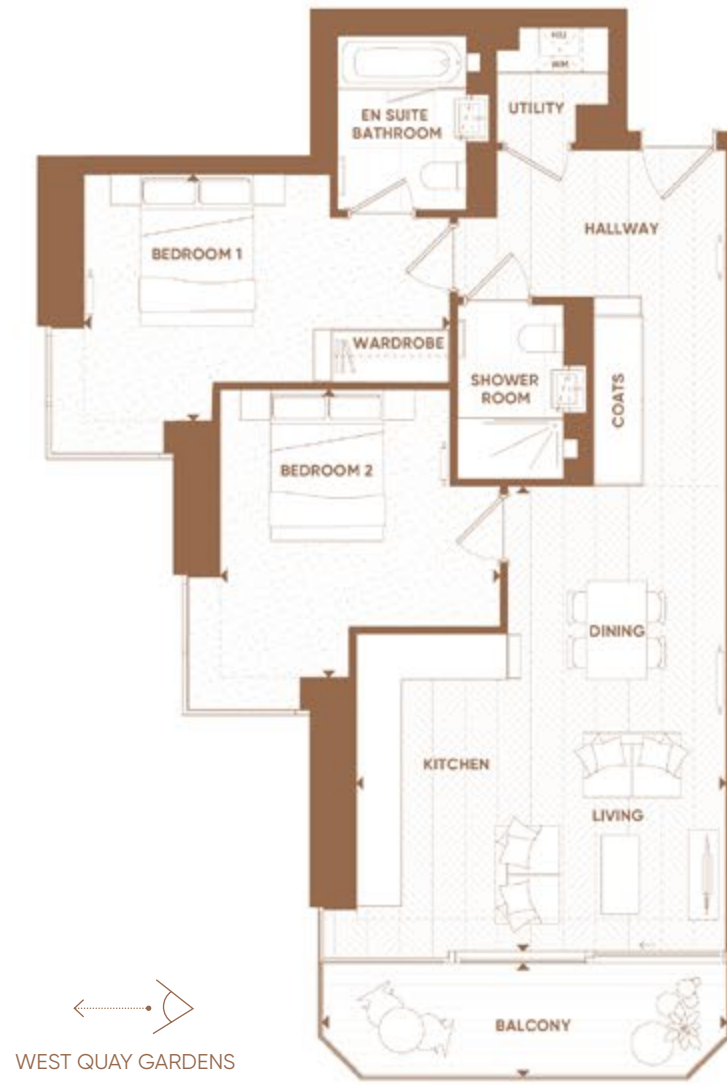 HIU
WM
UTILITY
EN SUITE
BATHROOM
HALLWAY
BEDROOM 1
WARDROBE
SHOWER
ROOM
COATS
BEDROOM 2
DINING
KITCHEN
LIVING
BALCONY
WEST QUAY GARDENS